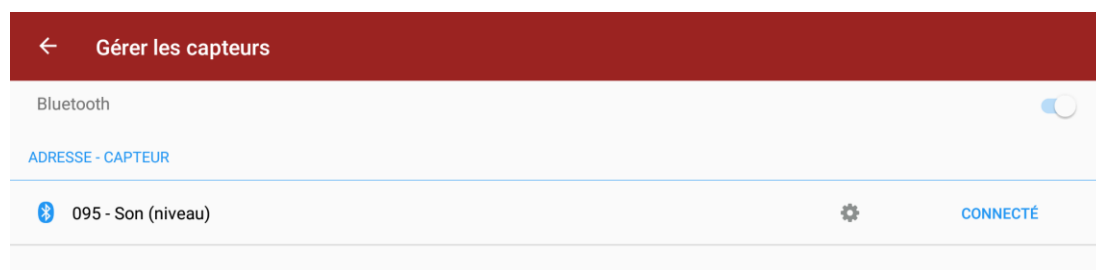 Gérer les capteurs
Bluetooth
ADRESSE - CAPTEUR
095 - Son (niveau) CONNECTÉ